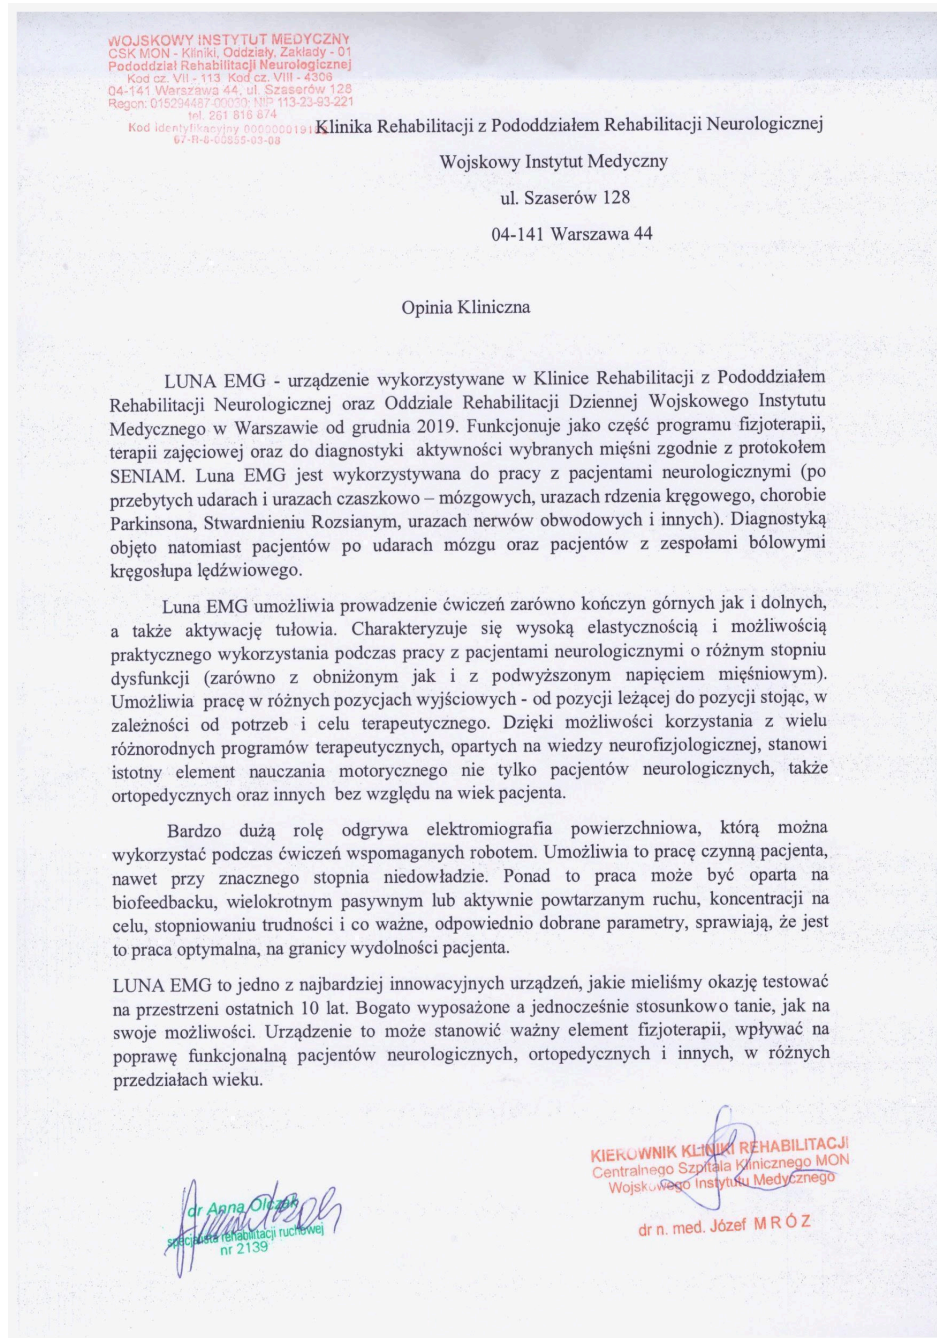 WOJSKOWY INSTYTUT MEDYCZNY
CSK MON - Kliniki, Oddziały, Zakłady - 01
Pododdział Rehabilitacji Neurologicznej
Kod cz. VII - 113 Kod cz. VIII - 4306
04-141 Warszawa 44, ul. Szaserów 128
Regon: 015294487-00030; NIP 113-23-93-221
tel. 261 816 874
Kod identyfikacyjny
Klinika Rehabilitacji z Pododdziałem Rehabilitacji Neurologicznej
Wojskowy Instytut Medyczny
ul. Szaserów 128
04-141 Warszawa 44
Opinia Kliniczna
LUNA EMG - urządzenie wykorzystywane w Klinice Rehabilitacji z Pododdziałem
Rehabilitacji Neurologicznej oraz Oddziale Rehabilitacji Dziennej Wojskowego Instytutu
Medycznego w Warszawie od grudnia 2019. Funkcjonuje jako część programu fizjoterapii,
terapii zajęciowej oraz do diagnostyki aktywności wybranych mięśni zgodnie z protokołem
SENIAM. Luna EMG jest wykorzystywana do pracy z pacjentami neurologicznymi (po
przebytych udarach i urazach czaszkowo – mózgowych, urazach rdzenia kręgowego, chorobie
Parkinsona, Stwardnieniu Rozsianym, urazach nerwów obwodowych i innych). Diagnostyką
objęto natomiast pacjentów po udarach mózgu oraz pacjentów z zespołami bólowymi
kręgosłupa lędźwiowego.
Luna EMG umożliwia prowadzenie ćwiczeń zarówno kończyn górnych jak i dolnych,
a także aktywację tułowia. Charakteryzuje się wysoką elastycznością i możliwością
praktycznego wykorzystania podczas pracy z pacjentami neurologicznymi o różnym stopniu
dysfunkcji (zarówno z obniżonym jak i z podwyższonym napięciem mięśniowym).
Umożliwia pracę w różnych pozycjach wyjściowych - od pozycji leżącej do pozycji stojąc, w
zależności od potrzeb i celu terapeutycznego. Dzięki możliwości korzystania z wielu
różnorodnych programów terapeutycznych, opartych na wiedzy neurofizjologicznej, stanowi
istotny element nauczania motorycznego nie tylko pacjentów neurologicznych, także
ortopedycznych oraz innych bez względu na wiek pacjenta.
Bardzo dużą rolę odgrywa elektromiografia powierzchniowa, którą można
wykorzystać podczas ćwiczeń wspomaganych robotem. Umożliwia to pracę czynną pacjenta,
nawet przy znacznego stopnia niedowładzie. Ponad to praca może być oparta na
biofeedbacku, wielokrotnym pasywnym lub aktywnie powtarzanym ruchu, koncentracji na
celu, stopniowaniu trudności i co ważne, odpowiednio dobrane parametry, sprawiają, że jest
to praca optymalna, na granicy wydolności pacjenta.
LUNA EMG to jedno z najbardziej innowacyjnych urządzeń, jakie mieliśmy okazję testować
na przestrzeni ostatnich 10 lat. Bogato wyposażone a jednocześnie stosunkowo tanie, jak na
swoje możliwości. Urządzenie to może stanowić ważny element fizjoterapii, wpływać na
poprawę funkcjonalną pacjentów neurologicznych, ortopedycznych i innych, w różnych
przedziałach wieku.
KIEROWNIK KLINIKI REHABILITACJI
Centralnego Szpitala Klinicznego MON
Wojskowego Instytutu Medycznego
dr n. med. Józef MRÓZ
dr Anna Olczak
specjalista rehabilitacji ruchowej
nr 2139